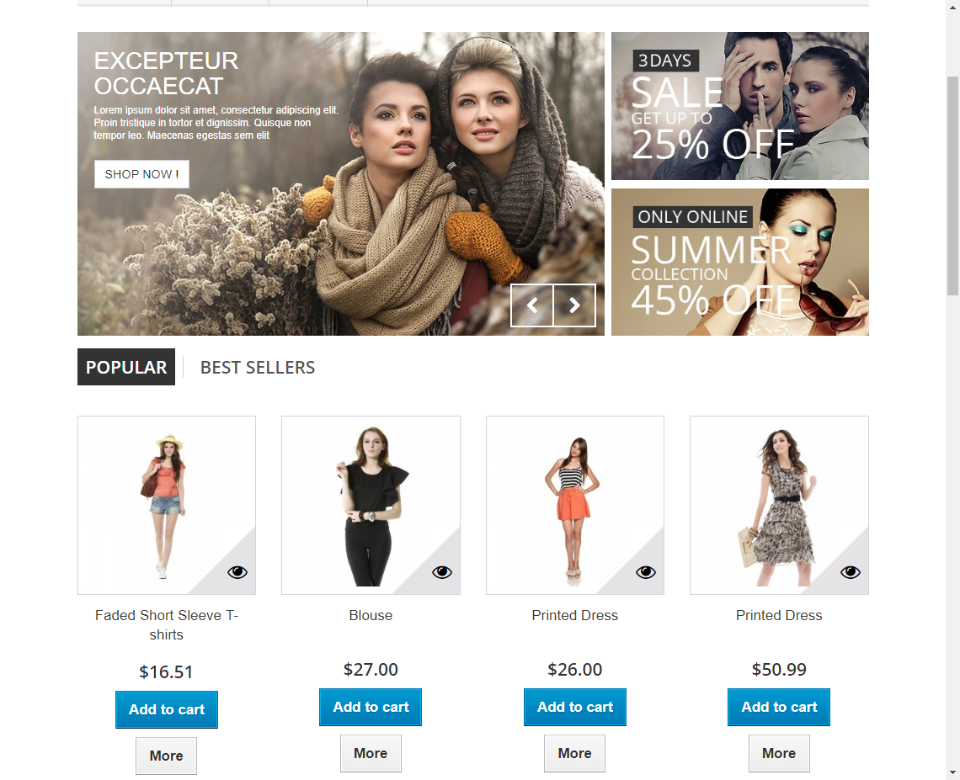 EXCEPTEUR
OCCAECAT
Lorem ipsum dolor sit amet, consectetur adipiscing elit.
Proin tristique in tortor et dignissim. Quisque non
tempor leo. Maecenas egestas sem elit
SHOP NOW !
3DAYS
SALE
GET UP TO
25% OFF
ONLY ONLINE
SUMMER
COLLECTION
45% OFF
POPULAR
BEST SELLERS
Faded Short Sleeve T-
shirts
$16.51
Add to cart
More
Blouse
$27.00
Add to cart
More
Printed Dress
$26.00
Add to cart
More
Printed Dress
$50.99
Add to cart
More